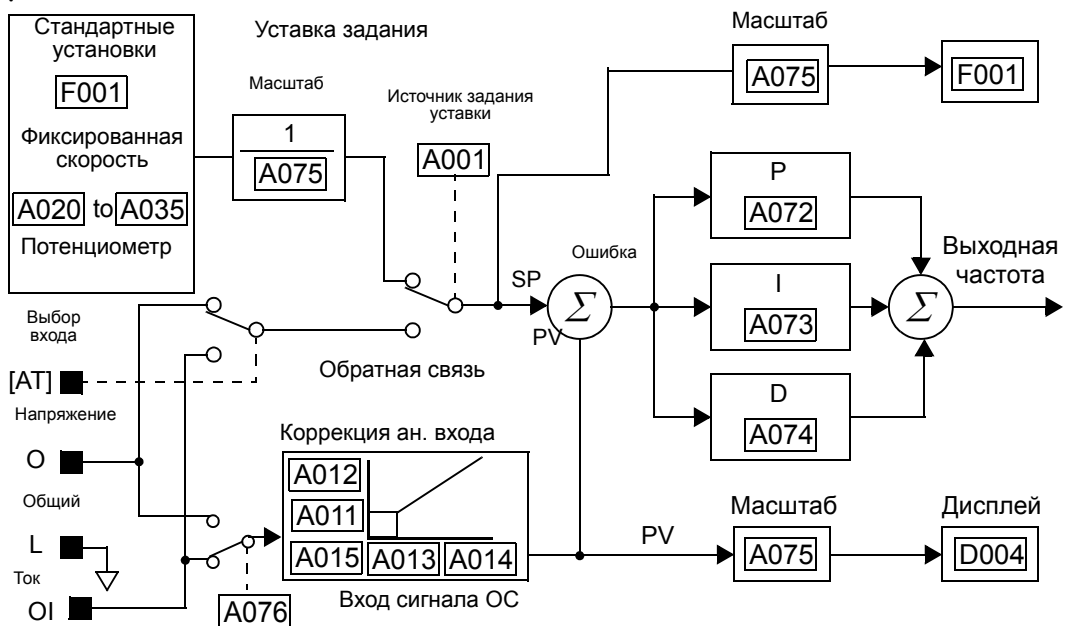 Стандартные
установки
F001
Фиксированная
скорость
A020 to A035
Потенциометр
Уставка задания
Масштаб
1
A075
Источник задания
уставки
A001
Масштаб
A075
F001
P
A072
I
A073
D
A074
Ошибка
SP
PV
Σ
Σ
Выходная
частота
Выбор
входа
[AT]
Напряжение
O
Общий
L
Ток
OI
Обратная связь
Коррекция ан. входа
A012
A011
A015 A013 A014
Вход сигнала ОС
A076
PV
Масштаб
A075
Дисплей
D004